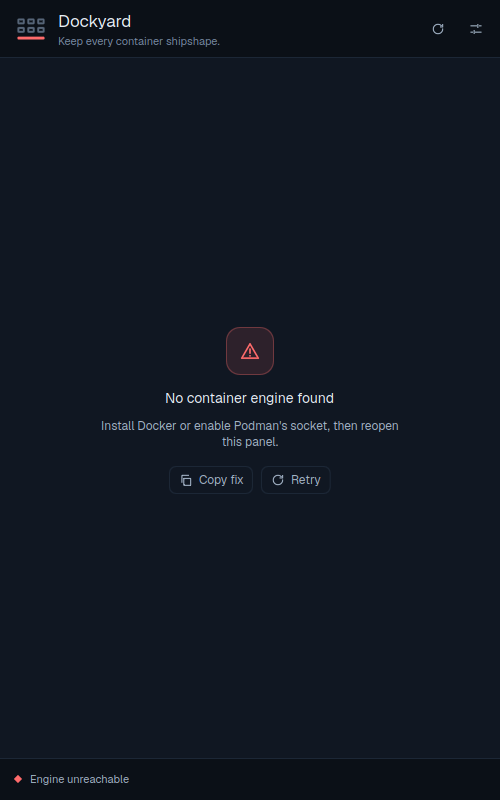 Dockyard
Keep every container shipshape.
No container engine found
Install Docker or enable Podman's socket, then reopen
this panel.
Copy fix
Retry
Engine unreachable